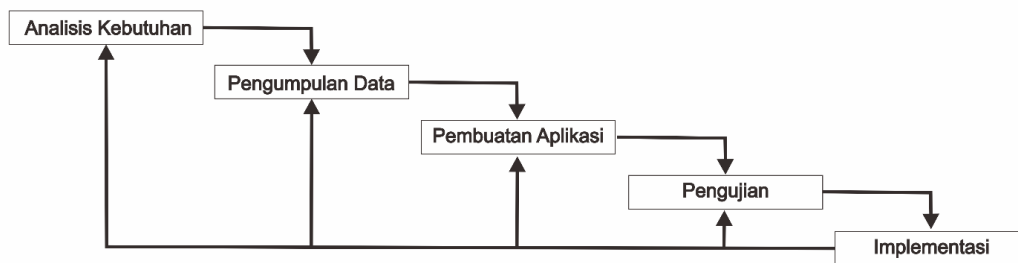 Analisis Kebutuhan
Pengumpulan Data
Pembuatan Aplikasi
Pengujian
Implementasi